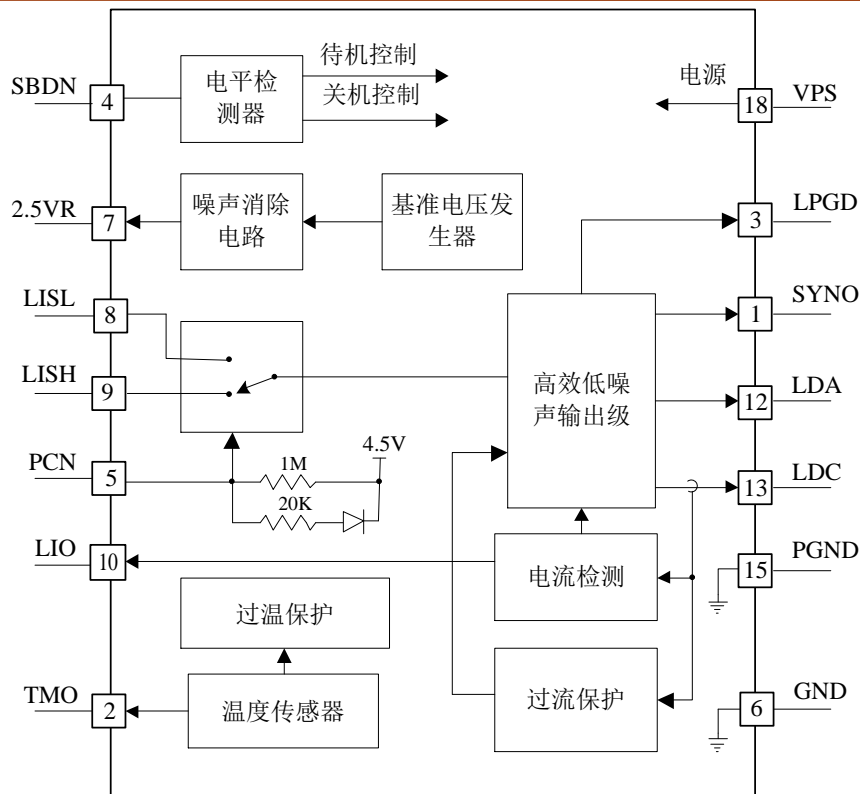 SBDN
4
电平检
测器
待机控制
关机控制
电源
18
VPS
2.5VR
7
噪声消除
电路
基准电压发
生器
3
LPGD
LISL
8
1
SYNO
LISH
9
高效低噪
声输出级
12
LDA
PCN
5
1M
4.5V
20K
13
LDC
LIO
10
电流检测
15
PGND
过温保护
TMO
2
温度传感器
过流保护
6
GND